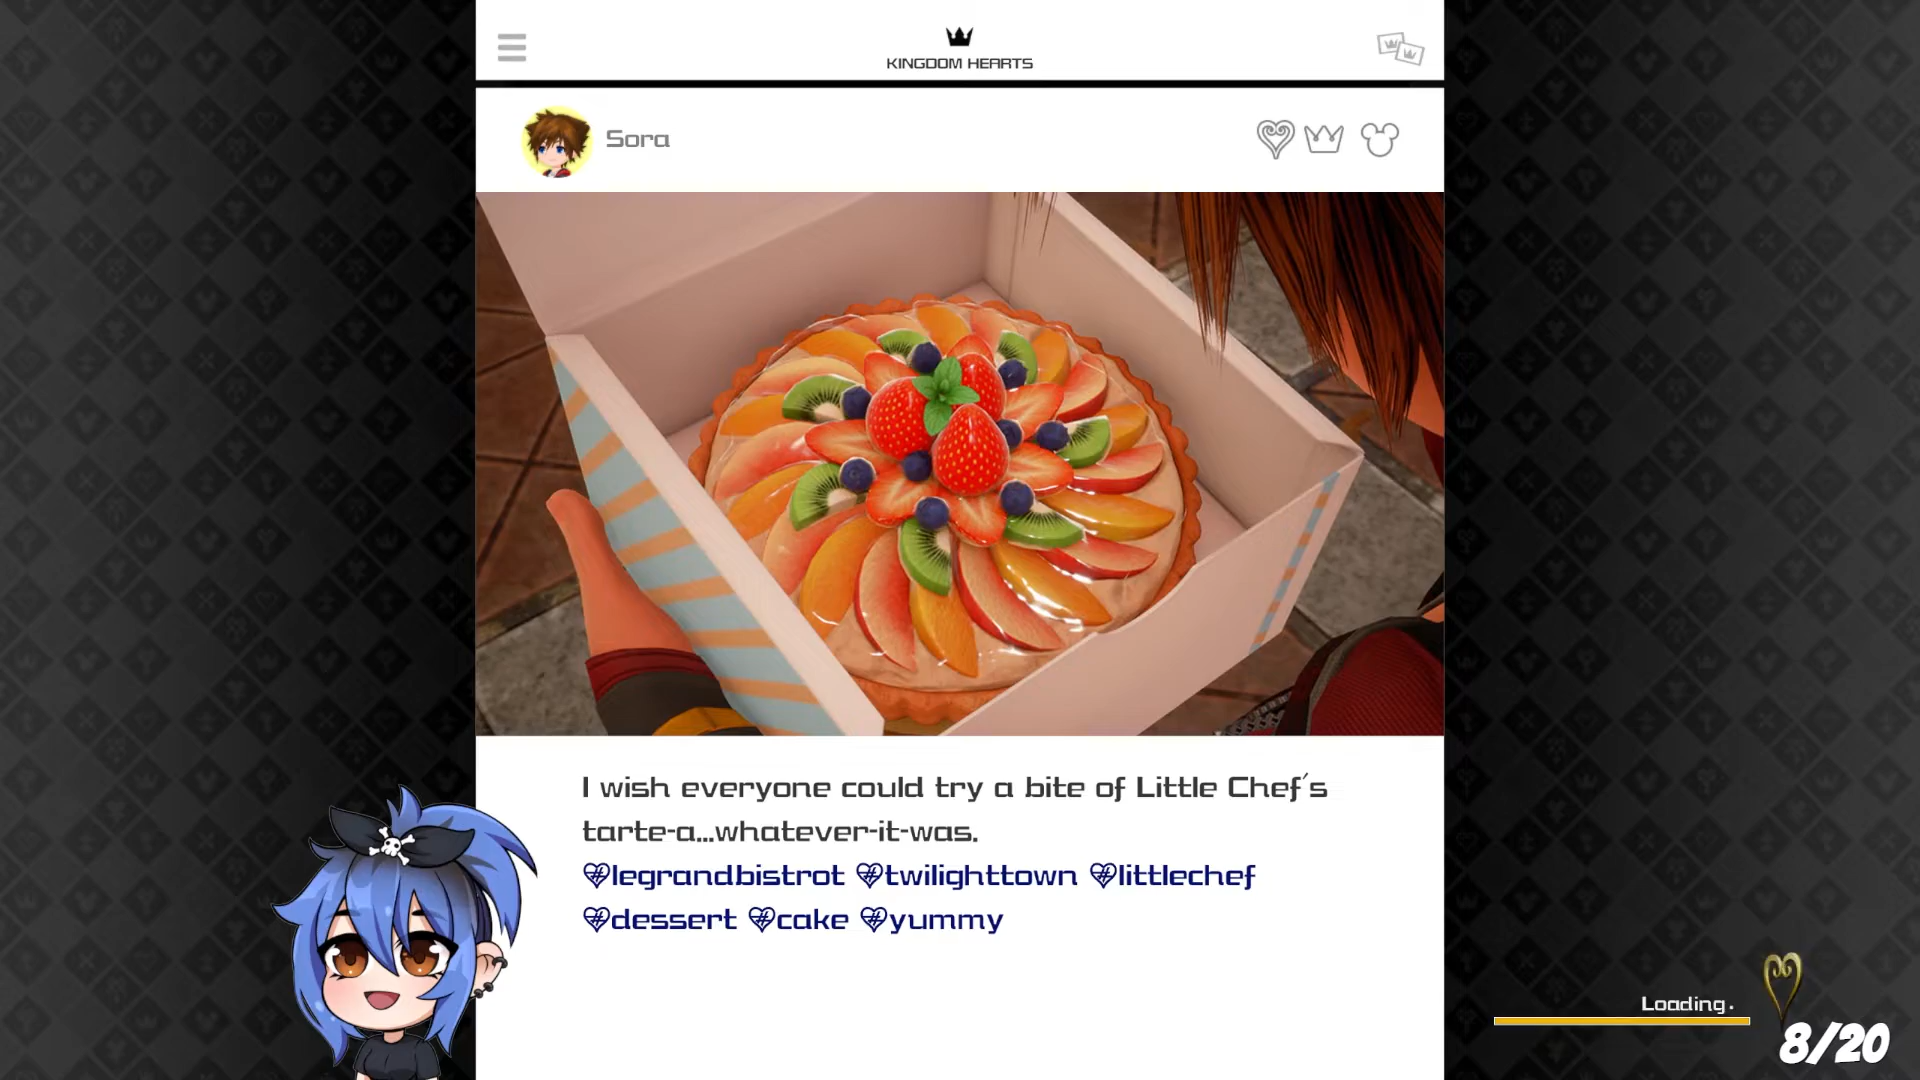 KINGDOM HEARTS
Sora
I wish everyone could try a bite of Little Chef's
tarte-a...whatever-it-was.
#legrandbistrot #twilighttown #littlechef
#dessert #cake #yummy
Loading.
8/20